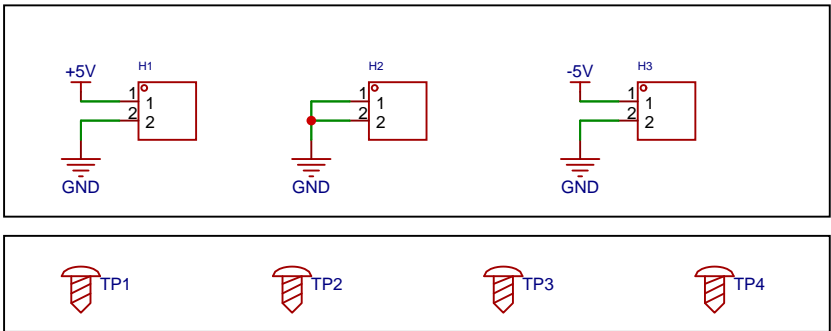 H1 H2 H3
+5V -5V
1 1 1 1 1 1
2 2 2 2 2 2
GND GND GND
TP1 TP2 TP3 TP4